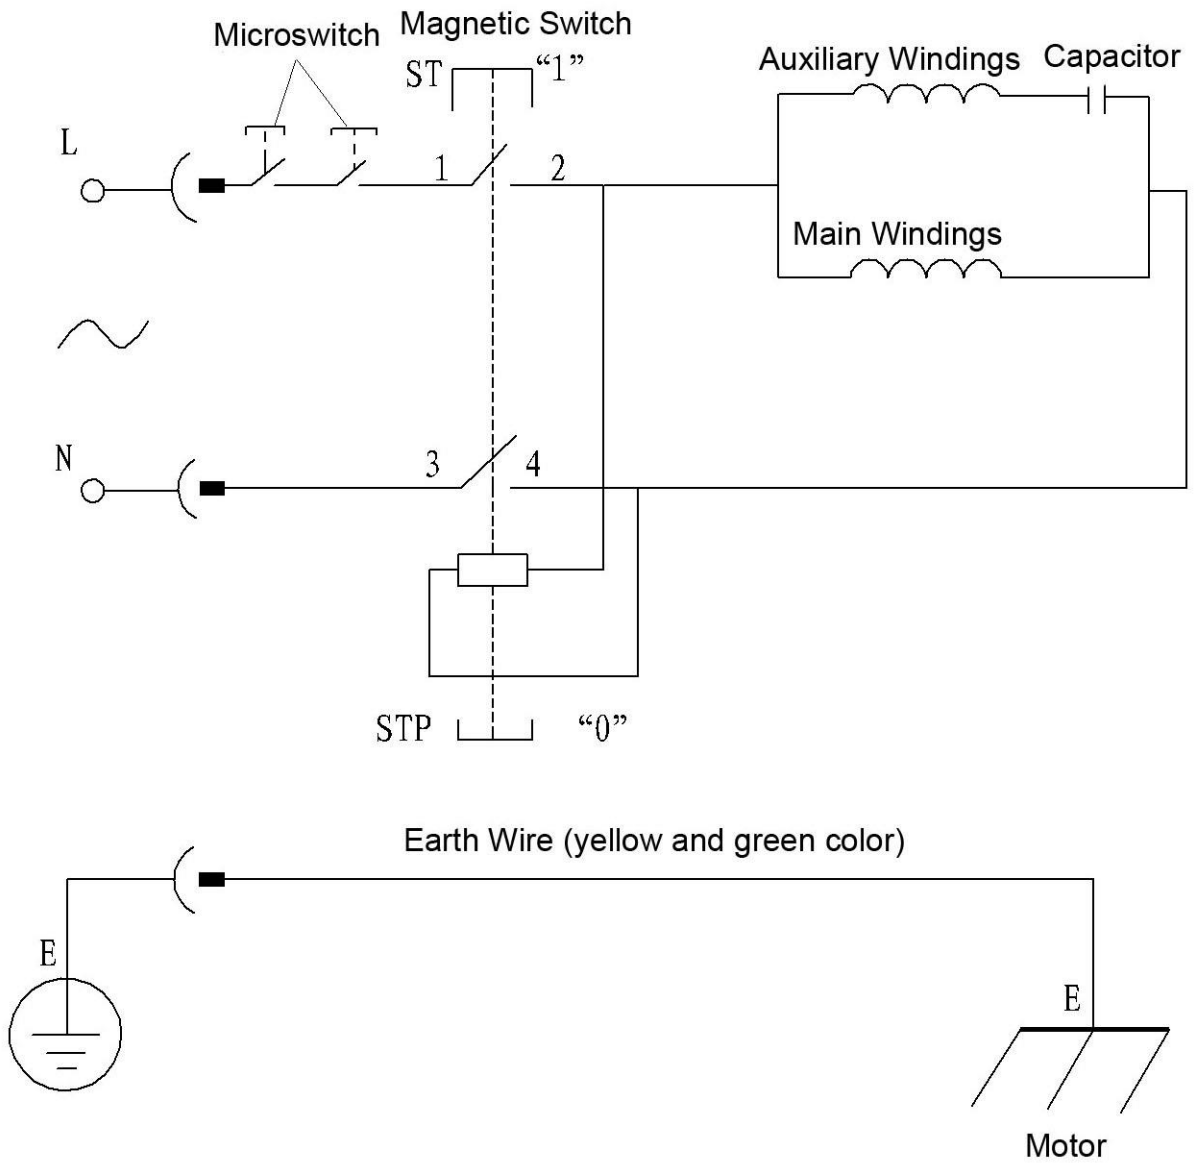 Magnetic Switch
Microswitch
ST “1”
Auxiliary Windings
Capacitor
L
1
2
Main Windings
N
3
4
STP “0”
Earth Wire (yellow and green color)
E
E
Motor